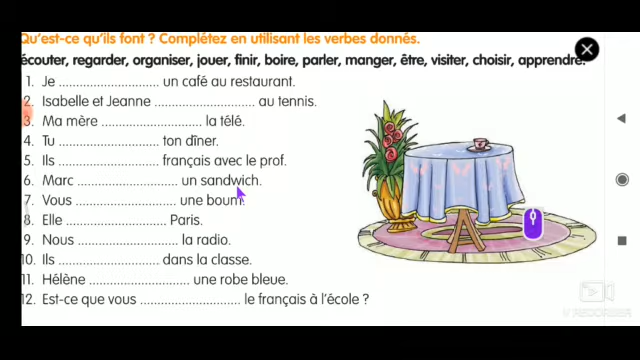 Qu'est-ce qu'ils font ? Complétez en utilisant les verbes donnés.
écouter, regarder, organiser, jouer, finir, boire, parler, manger, être, visiter, choisir, apprendre.
1. Je ............................ un café au restaurant.
2. Isabelle et Jeanne ............................ au tennis.
3. Ma mère ............................ la télé.
4. Tu ............................ ton dîner.
5. Ils ............................ français avec le prof.
6. Marc ............................ un sandwich.
7. Vous ............................ une boum.
8. Elle ............................ Paris.
9. Nous ............................ la radio.
10. Ils ............................ dans la classe.
11. Hélène ............................ une robe bleue.
12. Est-ce que vous ............................ le français à l'école ?
V RECORDER